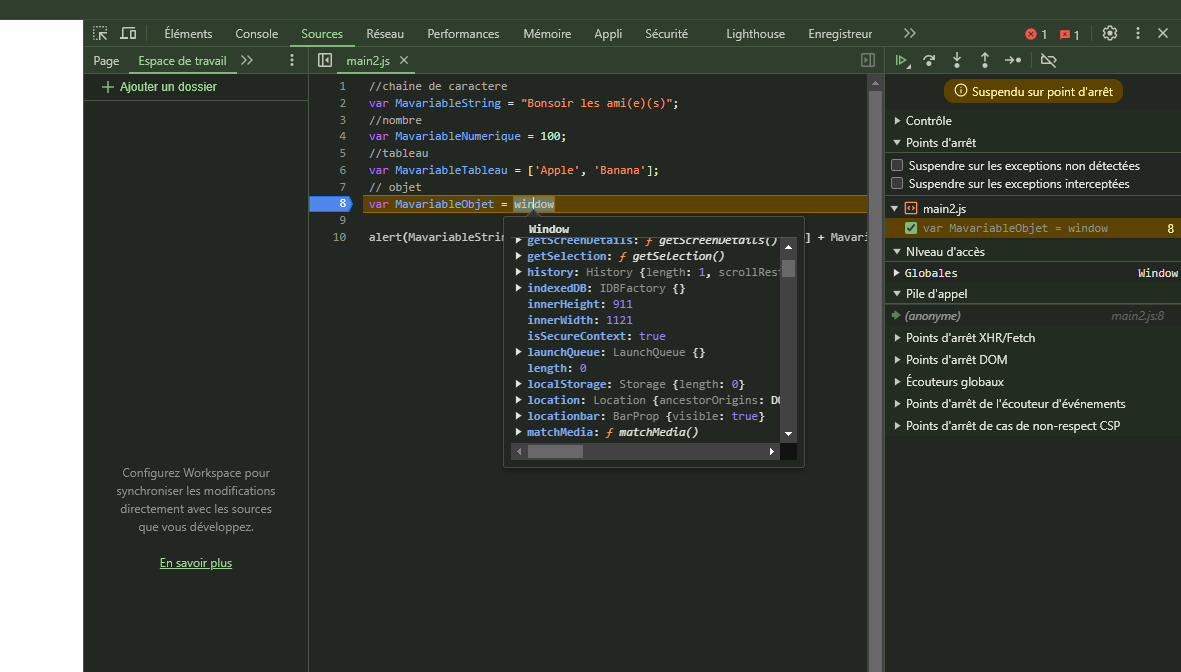 Éléments Console Sources Réseau Performances Mémoire Appli Sécurité Lighthouse Enregistreur 1 1
Page Espace de travail
main2.js
Ajouter un dossier
Configurez Workspace pour
synchroniser les modifications
directement avec les sources
que vous développez.
En savoir plus
1 //chaine de caractere
2 var MavariableString = "Bonsoir les ami(e)(s)";
3 //nombre
4 var MavariableNumerique = 100;
5 //tableau
6 var MavariableTableau = ['Apple', 'Banana'];
7 // objet
8 var MavariableObjet = window
9
10 alert(MavariableStrin ] + Mavari
Window
getScreenDetails: ƒ getScreenDetails()
getSelection: ƒ getSelection()
history: History {length: 1, scrollRest
indexedDB: IDBFactory {}
innerHeight: 911
innerWidth: 1121
isSecureContext: true
launchQueue: LaunchQueue {}
length: 0
localStorage: Storage {length: 0}
location: Location {ancestorOrigins: DO
locationbar: BarProp {visible: true}
matchMedia: ƒ matchMedia()
Suspendu sur point d'arrêt
Contrôle
Points d'arrêt
Suspendre sur les exceptions non détectées
Suspendre sur les exceptions interceptées
main2.js
var MavariableObjet = window 8
NIveau d'accès
Globales Window
Pile d'appel
(anonyme) main2.js:8
Points d'arrêt XHR/Fetch
Points d'arrêt DOM
Écouteurs globaux
Points d'arrêt de l'écouteur d'événements
Points d'arrêt de cas de non-respect CSP